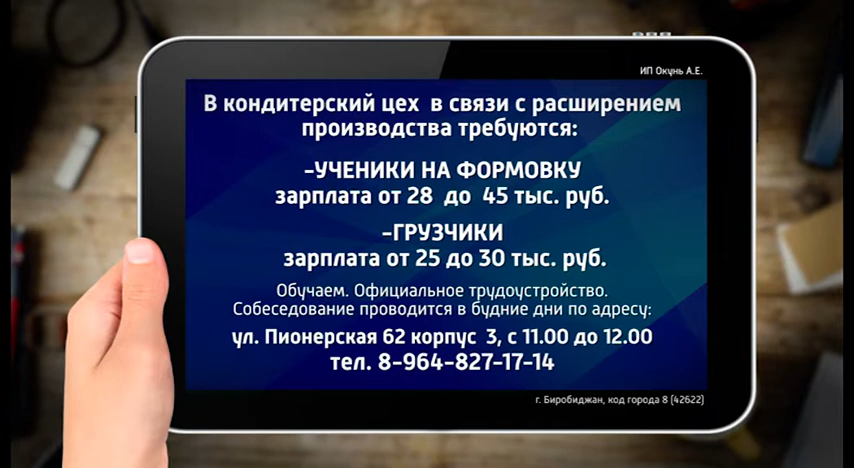 ИП Окунь А.Е.
В кондитерский цех в связи с расширением
производства требуются:
-УЧЕНИКИ НА ФОРМОВКУ
зарплата от 28 до 45 тыс. руб.
-ГРУЗЧИКИ
зарплата от 25 до 30 тыс. руб.
Обучаем. Официальное трудоустройство.
Собеседование проводится в будние дни по адресу:
ул. Пионерская 62 корпус 3, с 11.00 до 12.00
тел. 8-964-827-17-14
г. Биробиджан, код города 8 (42622)